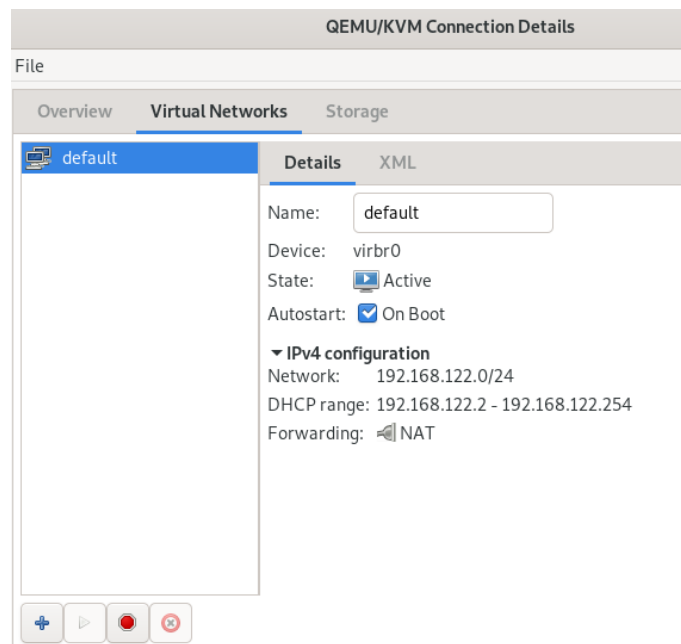 QEMU/KVM Connection Details
File
Overview Virtual Networks Storage
default
Details XML
Name: default
Device: virbr0
State: Active
Autostart: On Boot
IPv4 configuration
Network: 192.168.122.0/24
DHCP range: 192.168.122.2 - 192.168.122.254
Forwarding: NAT